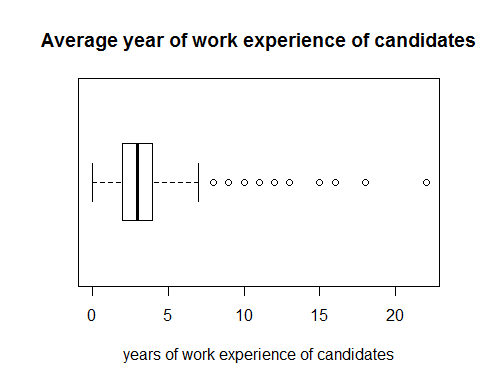 Average year of work experience of candidates
0 5 10 15 20
years of work experience of candidates